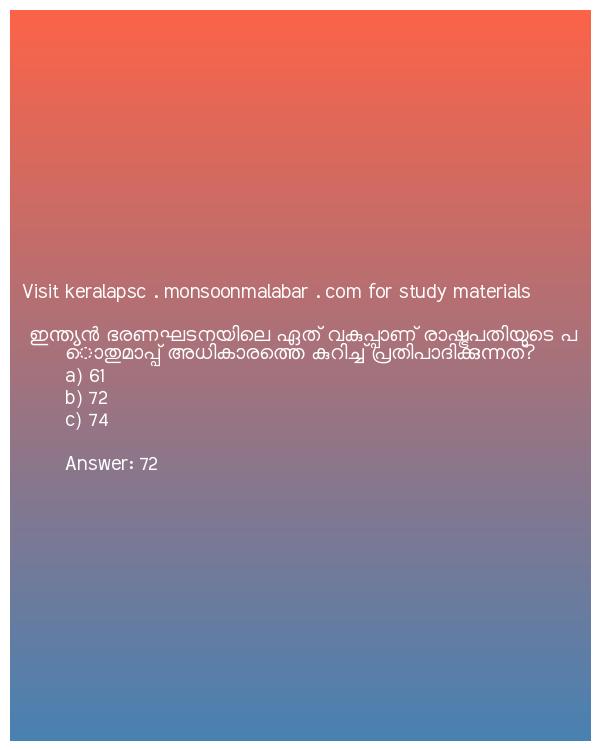 Visit keralapsc . monsoonmalabar . com for study materials
ഇന്ത്യൻ ഭരണഘടനയിലെ ഏത് വകുപ്പാണ് രാഷ്ട്രപതിയുടെ പ
ൊതുമാപ്പ് അധികാരത്തെ കുറിച്ച് പ്രതിപാദിക്കുന്നത്?
a) 61
b) 72
c) 74
Answer: 72